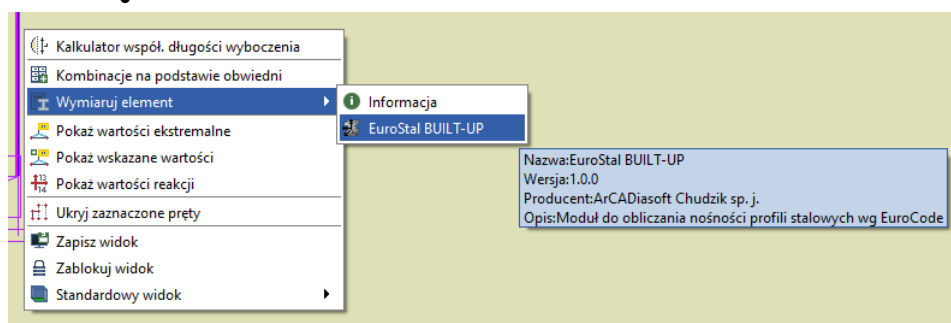 Kalkulator współ. długości wyboczenia
Kombinacje na podstawie obwiedni
Wymiaruj element
Informacja
EuroStal BUILT-UP
Pokaż wartości ekstremalne
Pokaż wskazane wartości
Pokaż wartości reakcji
Ukryj zaznaczone pręty
Zapisz widok
Zablokuj widok
Standardowy widok
Nazwa:EuroStal BUILT-UP
Wersja:1.0.0
Producent:ArCADiasoft Chudzik sp. j.
Opis:Moduł do obliczania nośności profili stalowych wg EuroCode